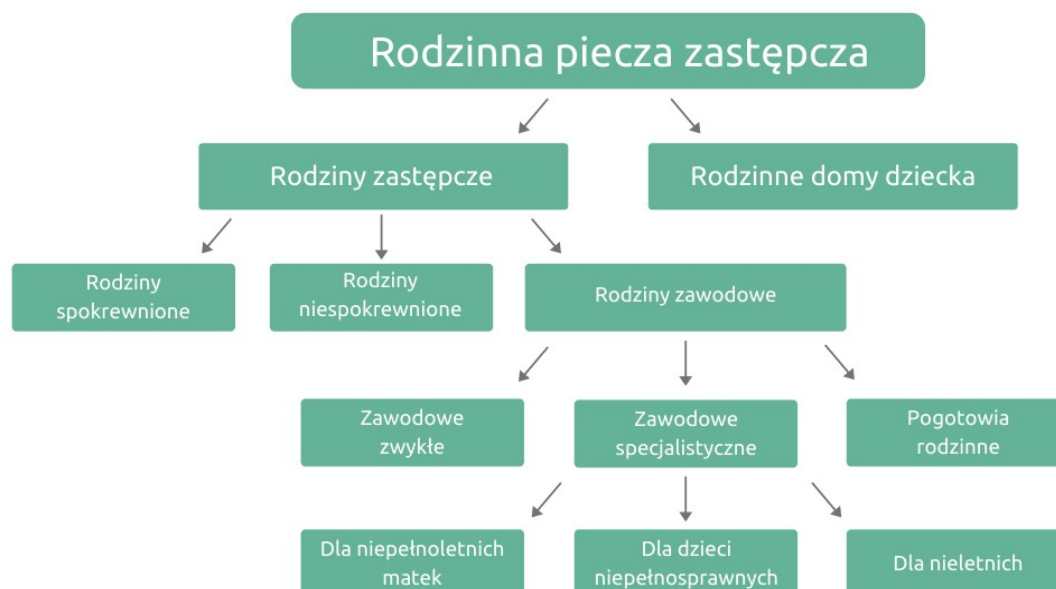 Rodzinna piecza zastępcza
Rodziny zastępcze
Rodzinne domy dziecka
Rodziny
spokrewnione
Rodziny
niespokrewnione
Rodziny zawodowe
Zawodowe
zwykłe
Zawodowe
specjalistyczne
Pogotowia
rodzinne
Dla niepełnoletnich
matek
Dla dzieci
niepełnosprawnych
Dla nieletnich